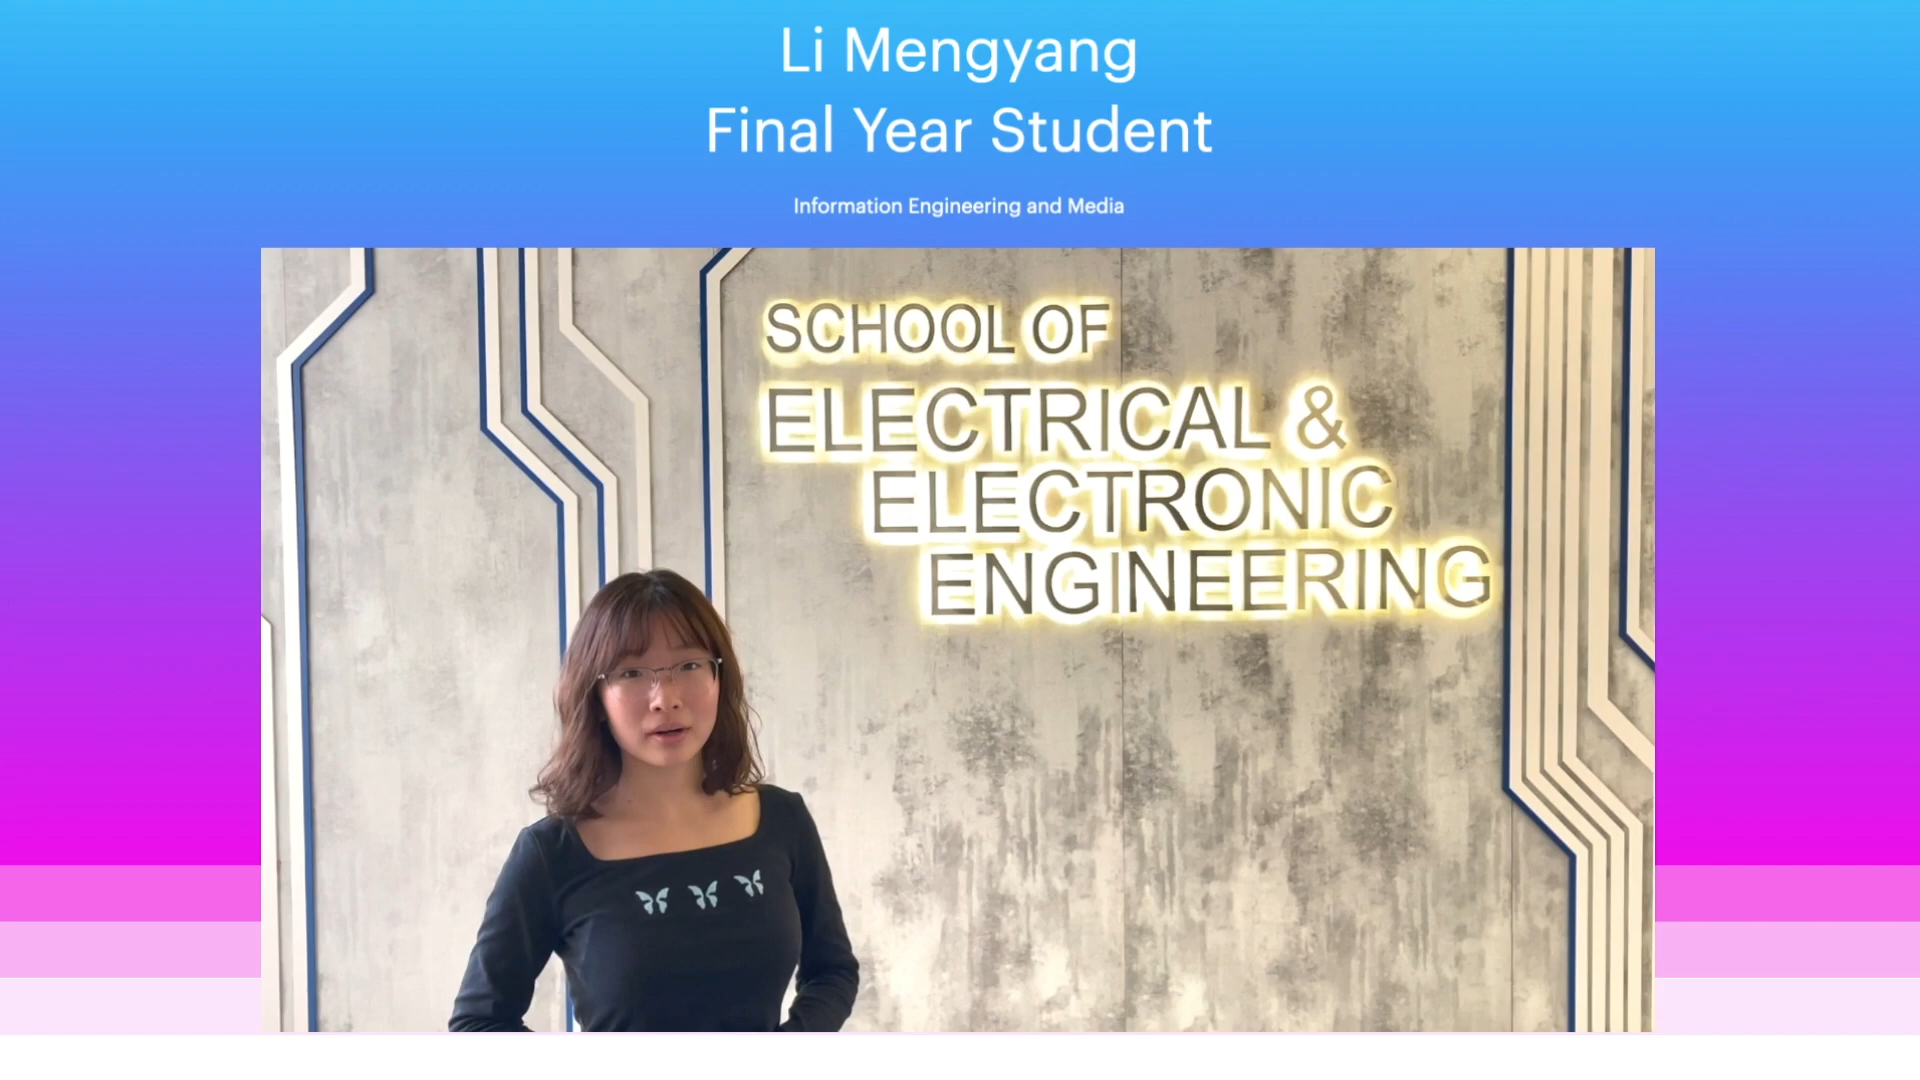 Li Mengyang
Final Year Student
Information Engineering and Media
SCHOOL OF
ELECTRICAL &
ELECTRONIC
ENGINEERING